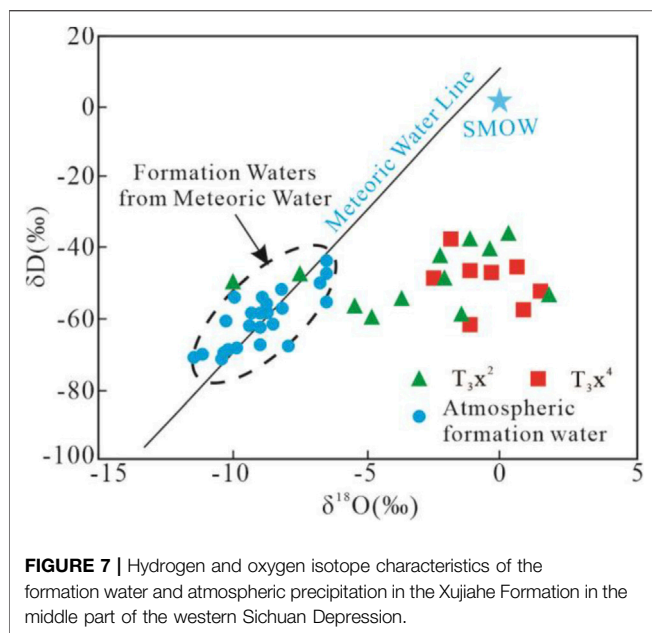 20
0
-20
-40
-60
-80
-100
-15
-10
-5
0
5
δD(‰)
δ¹⁸O(‰)
Meteoric Water Line
SMOW
Formation Waters
from Meteoric Water
T₃x²
T₃x⁴
Atmospheric
formation water
FIGURE 7 | Hydrogen and oxygen isotope characteristics of the
formation water and atmospheric precipitation in the Xujiahe Formation in the
middle part of the western Sichuan Depression.